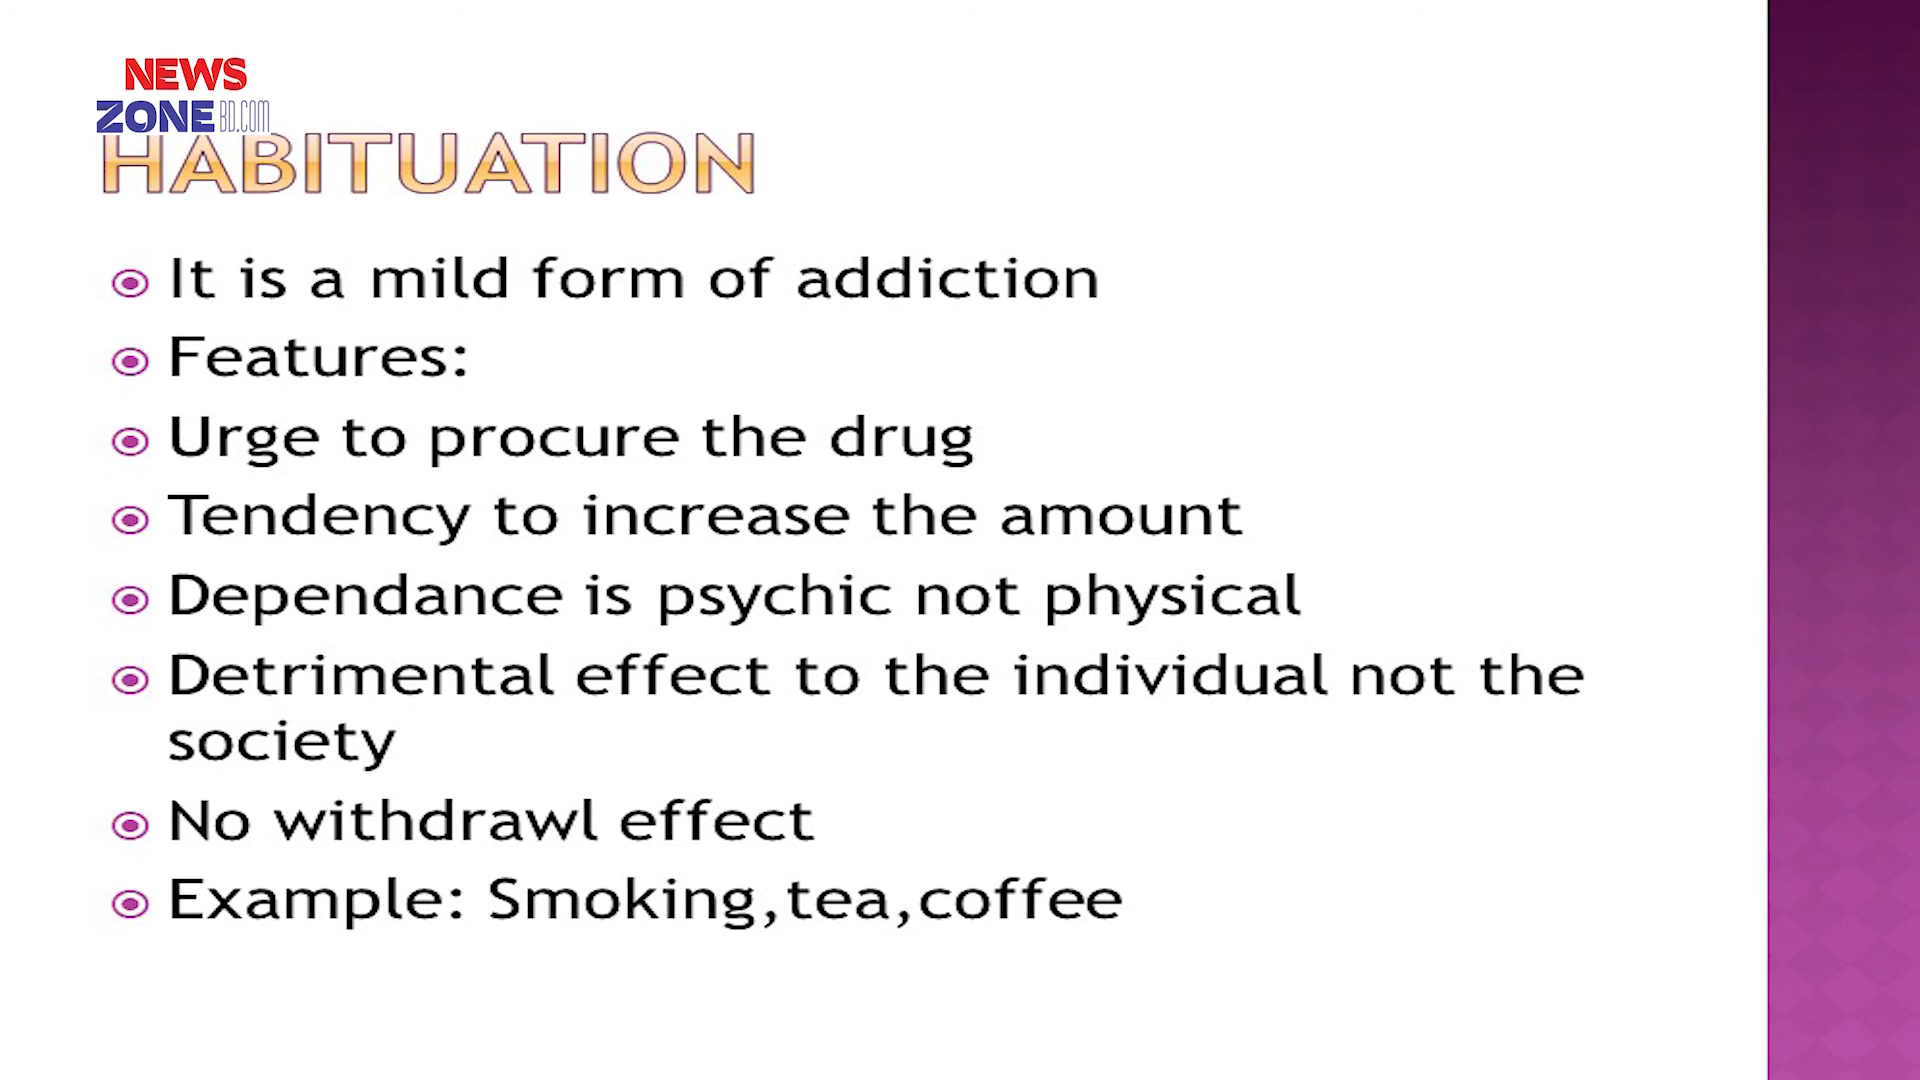 NEWS
ZONE BD.COM
HABITUATION
It is a mild form of addiction
Features:
Urge to procure the drug
Tendency to increase the amount
Dependance is psychic not physical
Detrimental effect to the individual not the
society
No withdrawl effect
Example: Smoking,tea,coffee